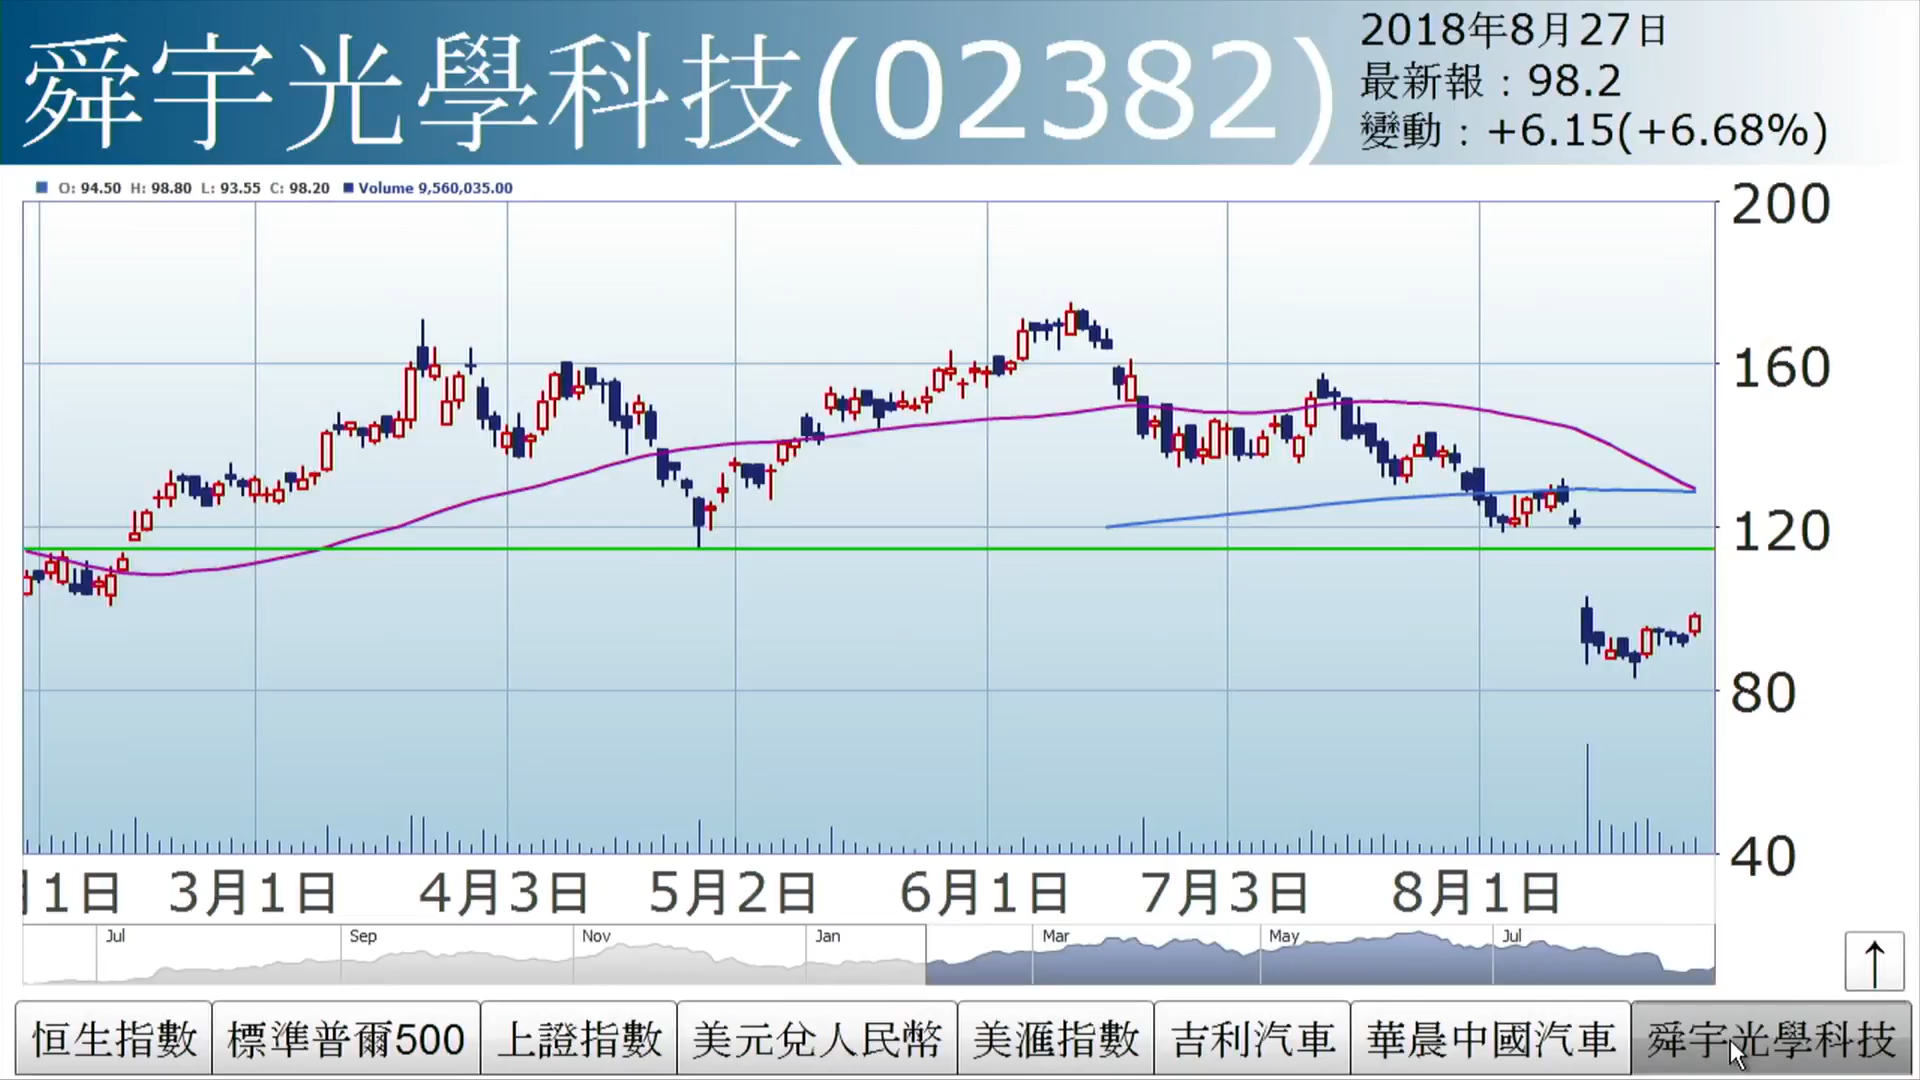 舜宇光學科技(02382)
2018年8月27日
最新報：98.2
變動：+6.15(+6.68%)
O: 94.50 H: 98.80 L: 93.55 C: 98.20 Volume 9,560,035.00
200
160
120
80
40
月1日 3月1日 4月3日 5月2日 6月1日 7月3日 8月1日
Jul Sep Nov Jan Mar May Jul
↑
恒生指數 標準普爾500 上證指數 美元兌人民幣 美滙指數 吉利汽車 華晨中國汽車 舜宇光學科技